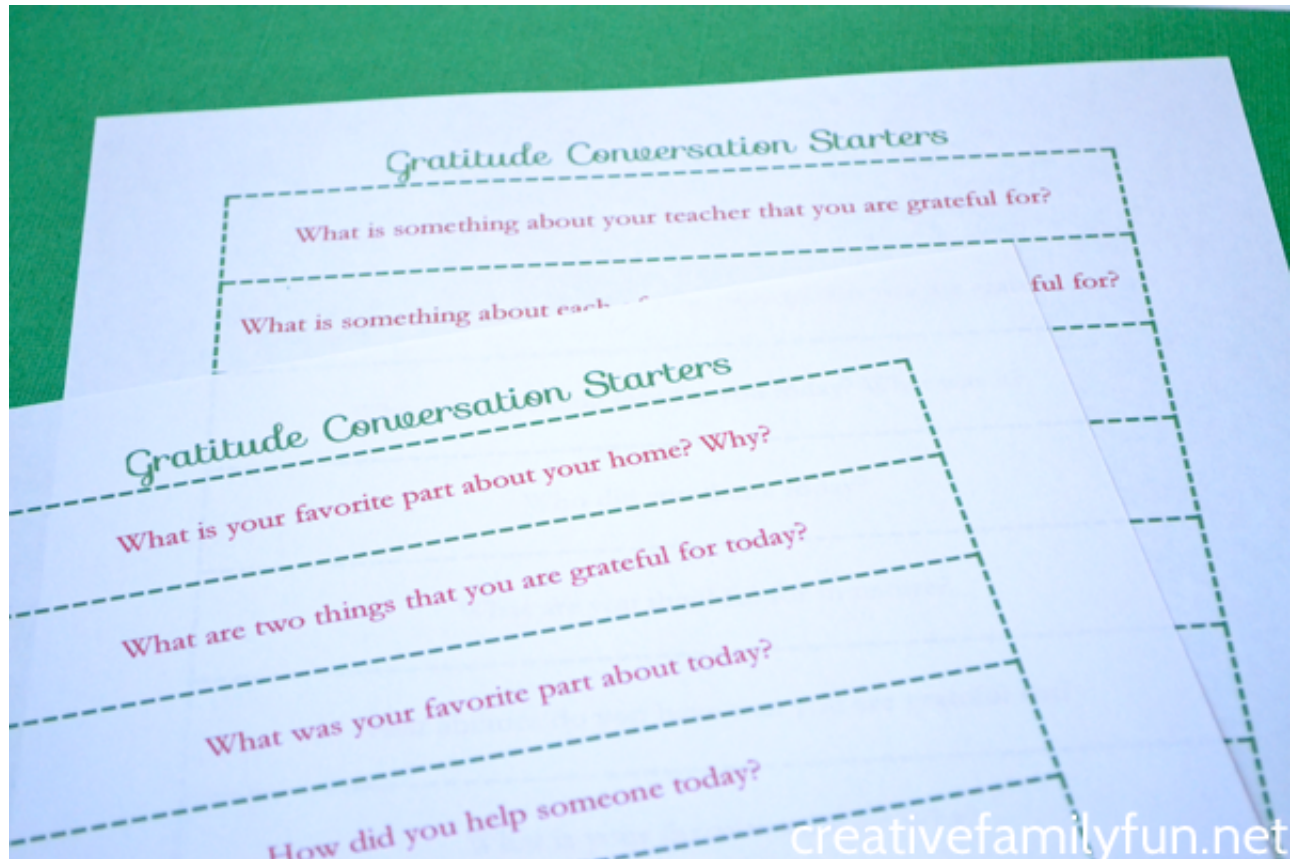 Gratitude Conversation Starters
What is something about your teacher that you are grateful for?
What is something about each ful for?
Gratitude Conversation Starters
What is your favorite part about your home? Why?
What are two things that you are grateful for today?
What was your favorite part about today?
How did you help someone today?
creativefamilyfun.net